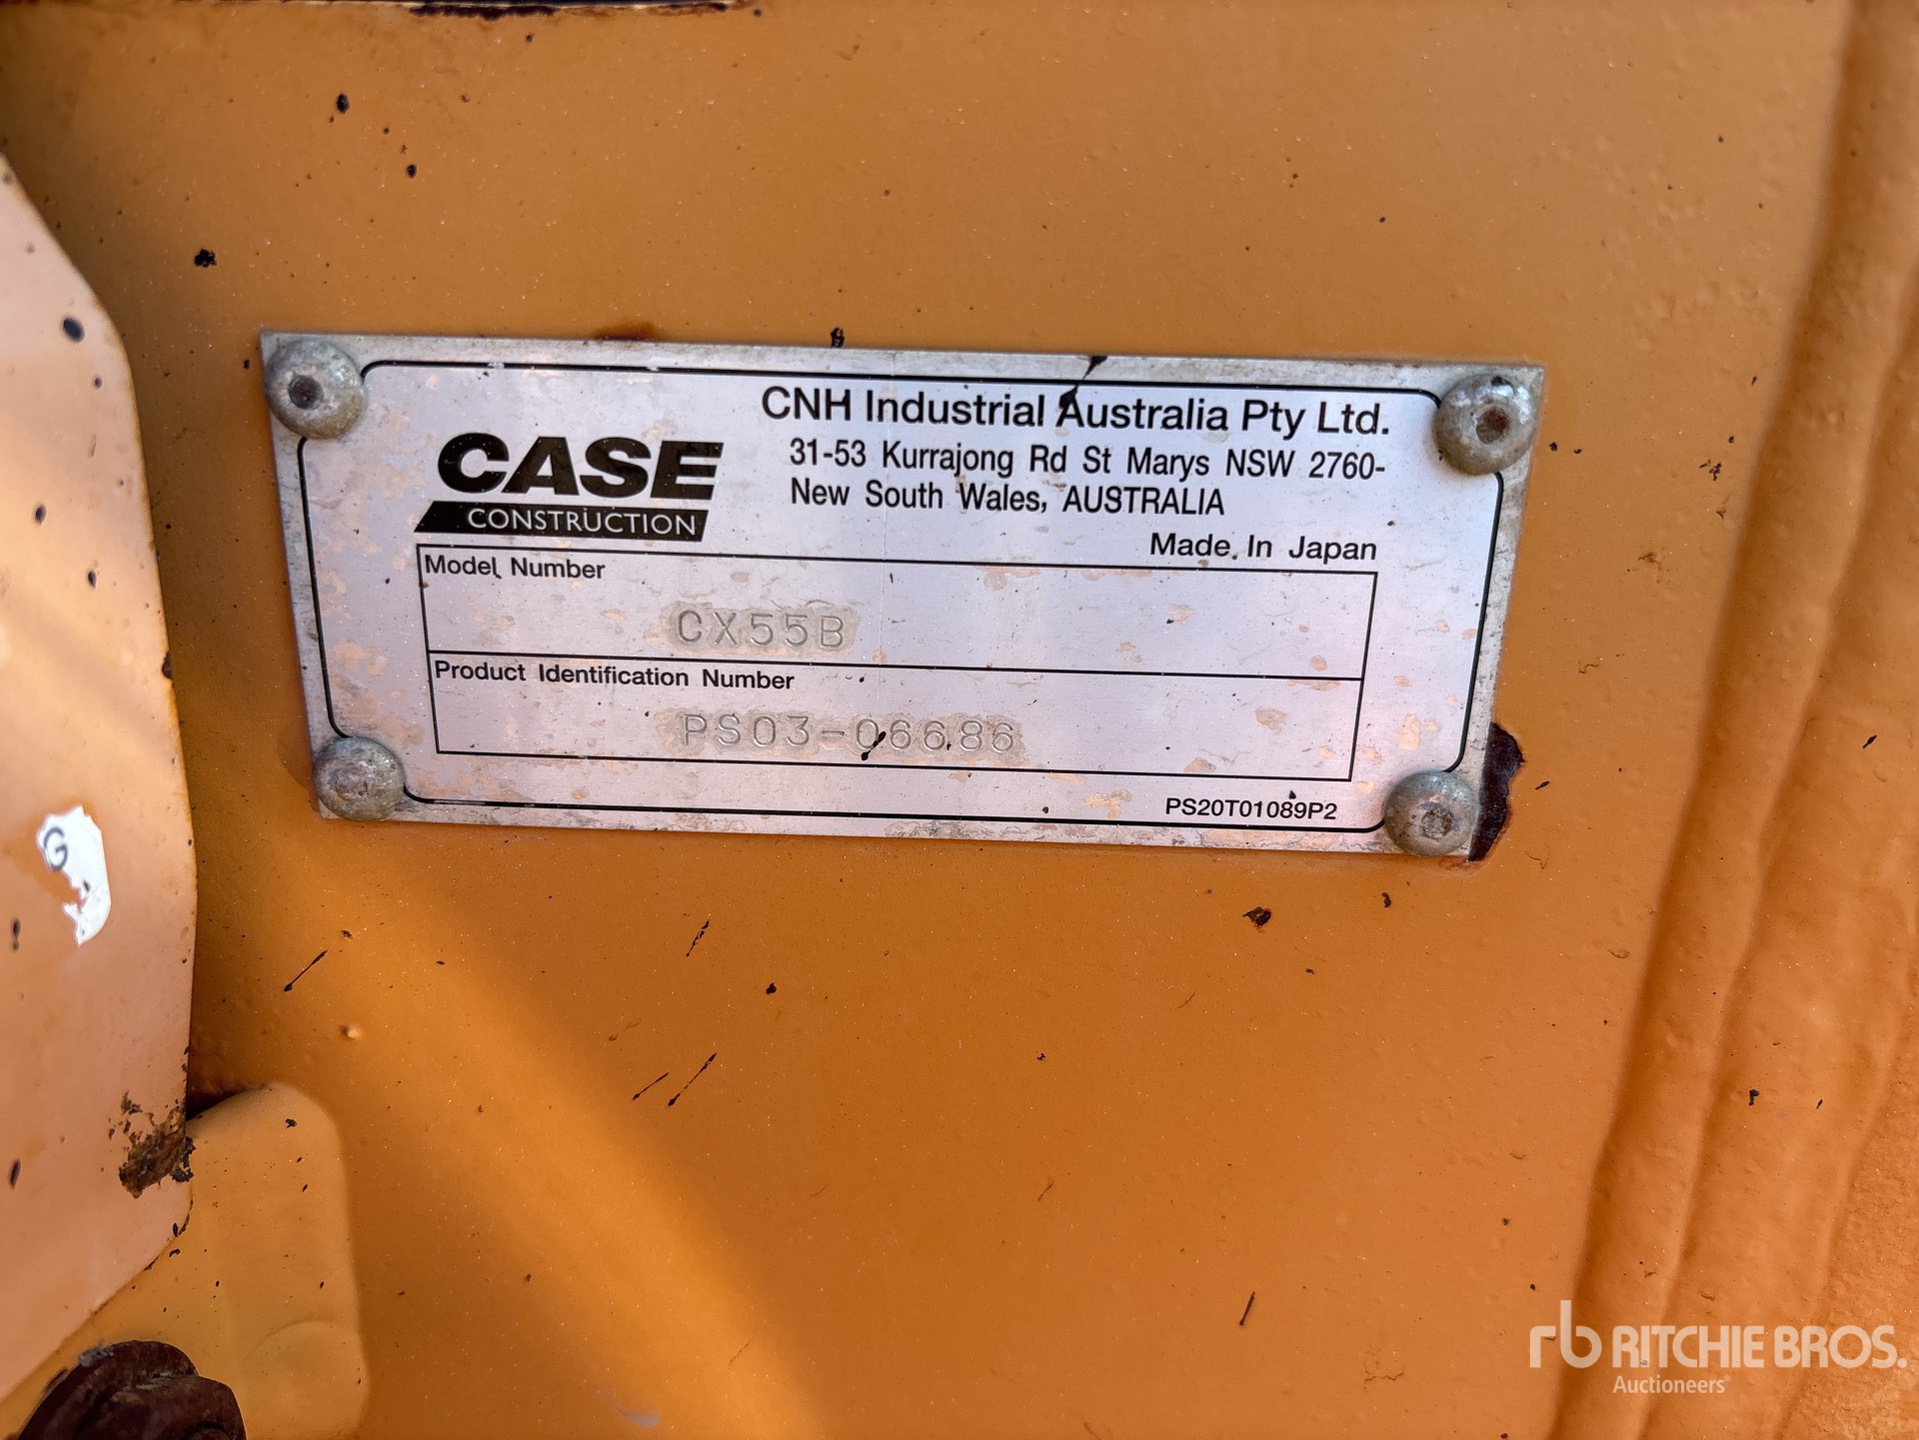 CASE
CONSTRUCTION
CNH Industrial Australia Pty Ltd.
31-53 Kurrajong Rd St Marys NSW 2760-
New South Wales, AUSTRALIA
Made In Japan
Model Number
CX55B
Product Identification Number
PS03-06686
PS20T01089P2
G
rb RITCHIE BROS.
Auctioneers